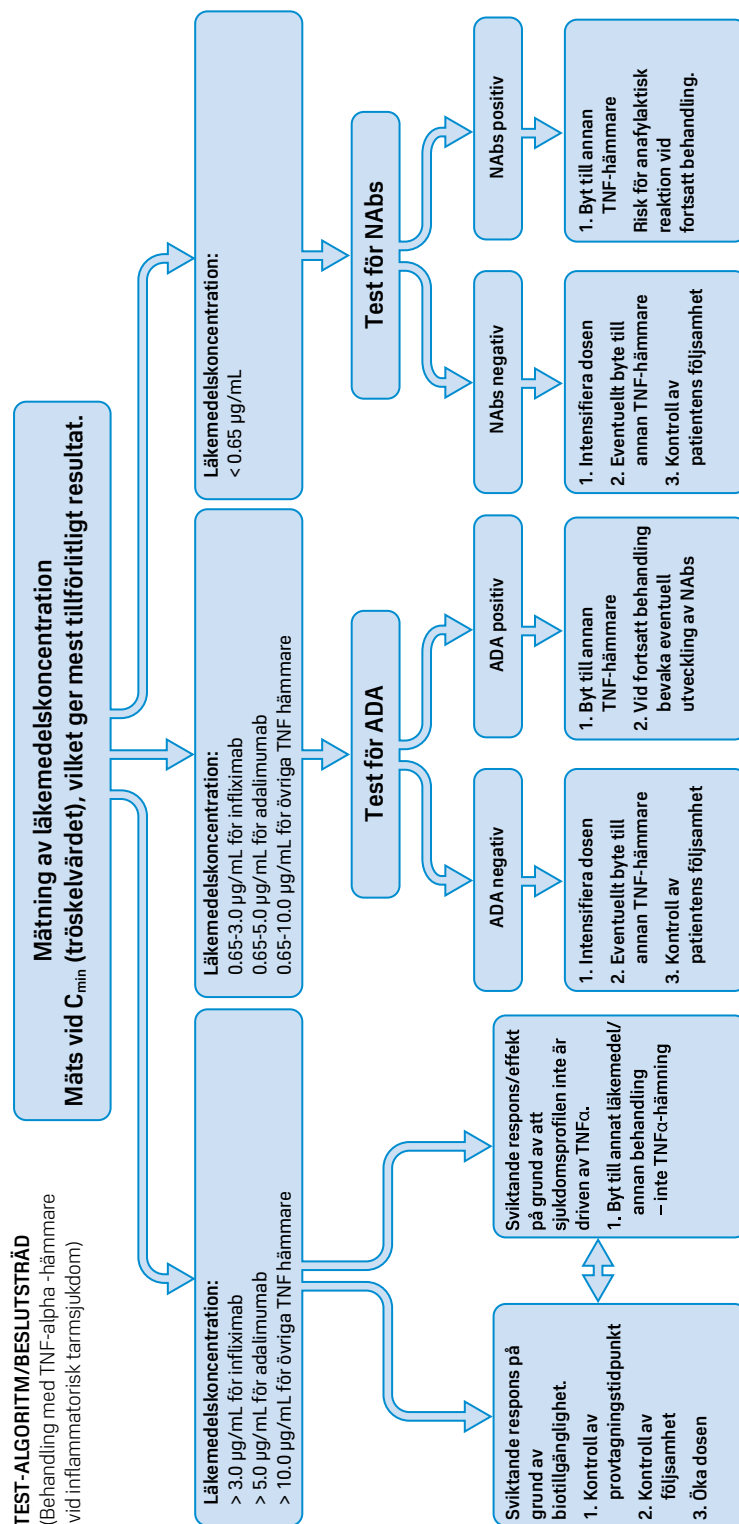 TEST-ALGORITM/BESLUTSTRÄD
(Behandling med TNF-alpha -hämmare
vid inflammatorisk tarmsjukdom)
Mätning av läkemedelskoncentration
Mäts vid Cmin (tröskelvärdet), vilket ger mest tillförlitligt resultat.
Läkemedelskoncentration:
> 3.0 µg/mL för infliximab
> 5.0 µg/mL för adalimumab
> 10.0 µg/mL för övriga TNF hämmare
Läkemedelskoncentration:
0.65-3.0 µg/mL för infliximab
0.65-5.0 µg/mL för adalimumab
0.65-10.0 µg/mL för övriga TNF hämmare
Läkemedelskoncentration:
< 0.65 µg/mL
Test för ADA
Test för NAbs
ADA negativ
ADA positiv
NAbs negativ
NAbs positiv
Sviktande respons på
grund av
biotillgänglighet.
1. Kontroll av
provtagningstidpunkt
2. Kontroll av
följsamhet
3. Öka dosen
Sviktande respons/effekt
på grund av att
sjukdomsprofilen inte är
driven av TNFα.
1. Byt till annat läkemedel/
annan behandling
– inte TNFα-hämning
1. Intensifiera dosen
2. Eventuellt byte till
annan TNF-hämmare
3. Kontroll av
patientens följsamhet
1. Byt till annan
TNF-hämmare
2. Vid fortsatt behandling
bevaka eventuell
utveckling av NAbs
1. Intensifiera dosen
2. Eventuellt byte till
annan TNF-hämmare
3. Kontroll av
patientens följsamhet
1. Byt till annan
TNF-hämmare
Risk för anafylaktisk
reaktion vid
fortsatt behandling.